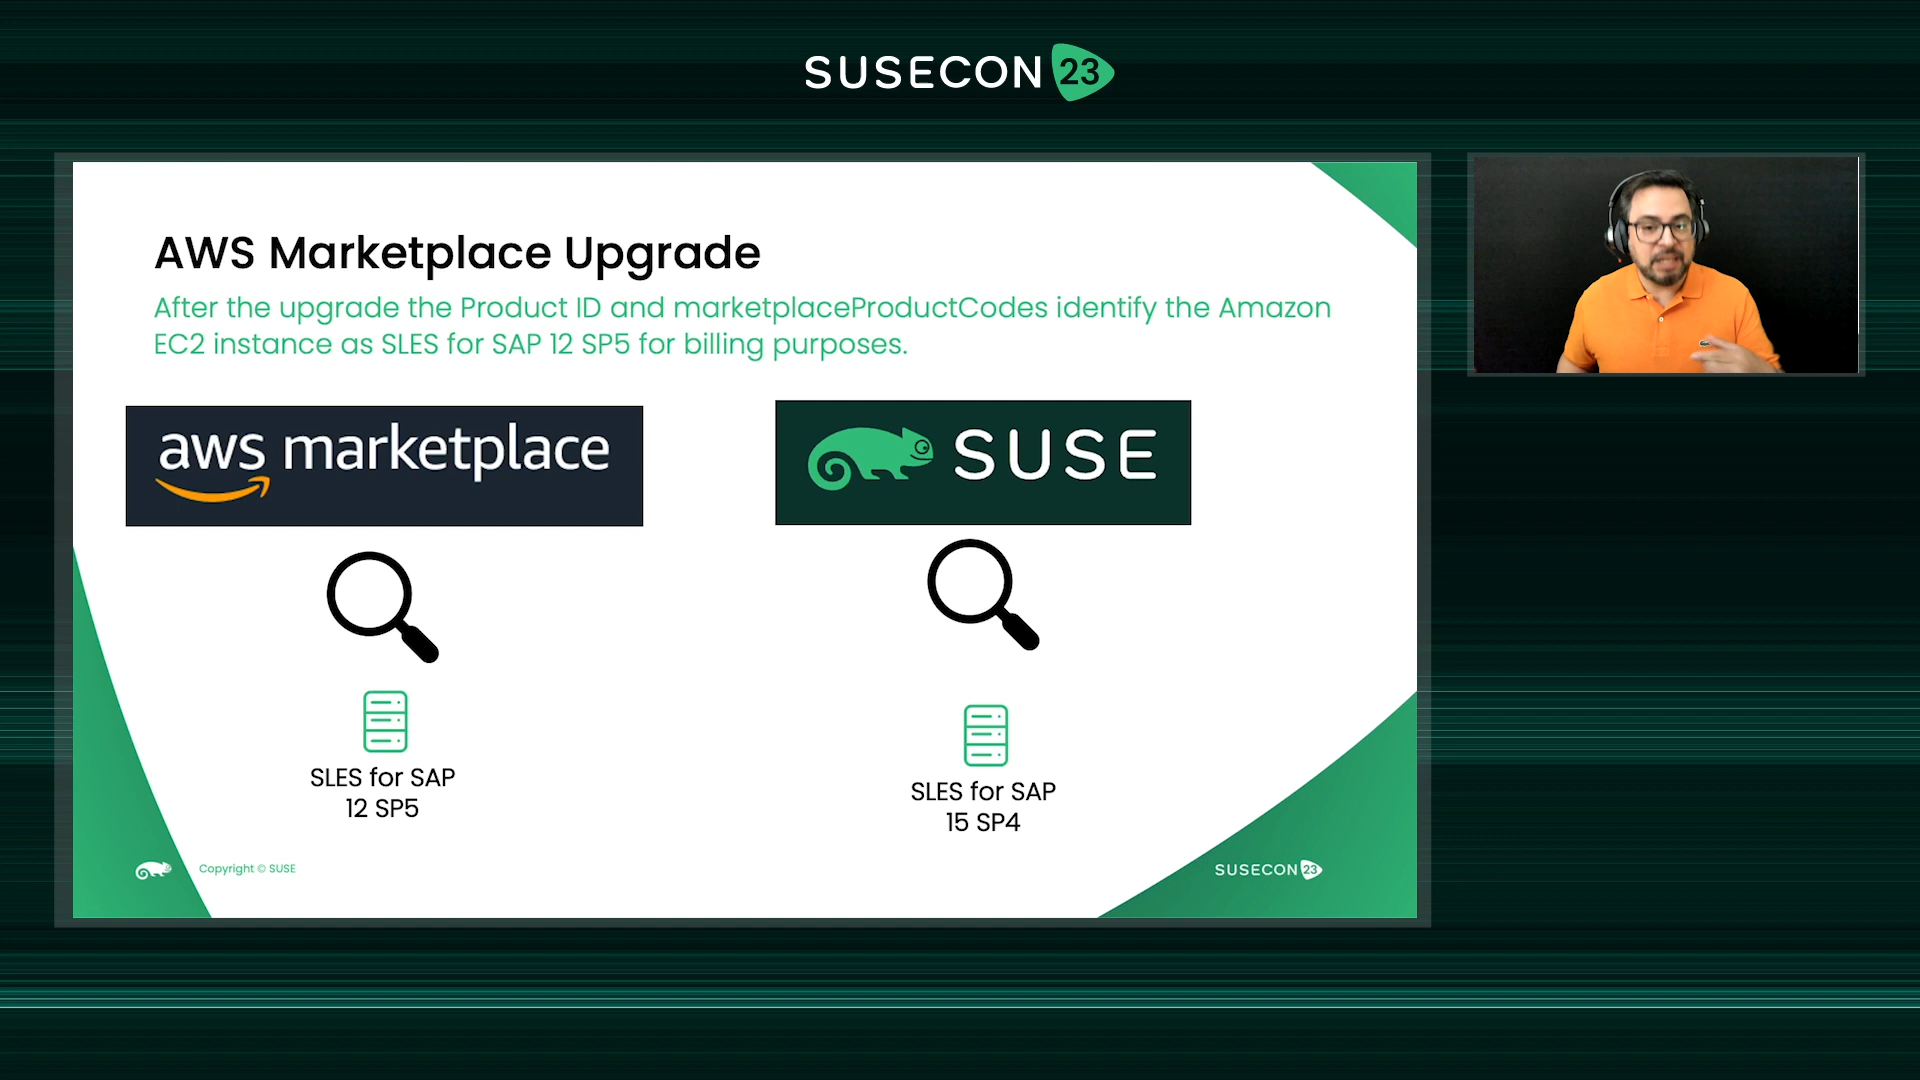 SUSECON 23
AWS Marketplace Upgrade
After the upgrade the Product ID and marketplaceProductCodes identify the Amazon
EC2 instance as SLES for SAP 12 SP5 for billing purposes.
aws marketplace
SUSE
SLES for SAP
12 SP5
SLES for SAP
15 SP4
Copyright © SUSE
SUSECON 23